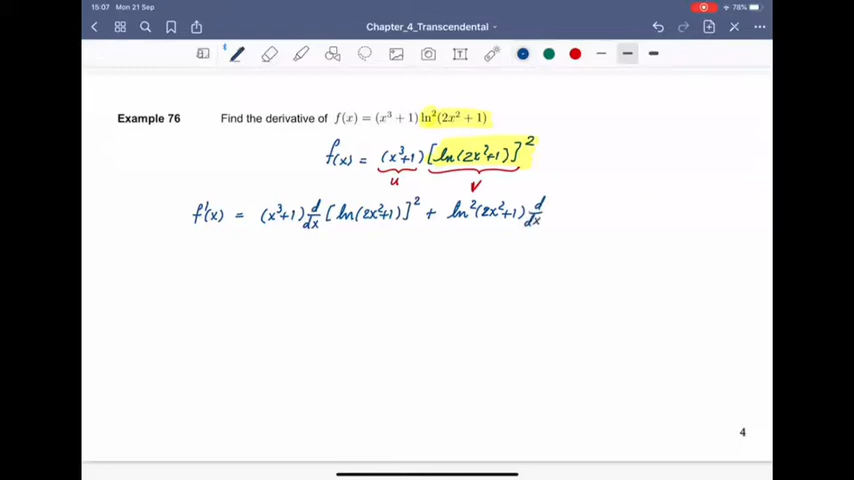 15:07 Mon 21 Sep
78%
Chapter_4_Transcendental
Example 76 Find the derivative of f(x) = (x³ + 1) ln²(2x² + 1)
f(x) = (x³+1) [ln(2x²+1)]²
u v
f'(x) = (x³+1) d/dx [ln(2x²+1)]² + ln²(2x²+1) d/dx
4